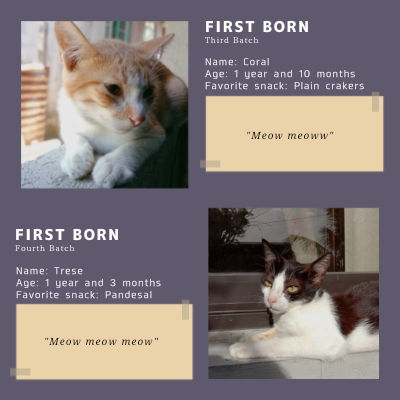 FIRST BORN
Third Batch
Name: Coral
Age: 1 year and 10 months
Favorite snack: Plain crakers
"Meow meoww"
FIRST BORN
Fourth Batch
Name: Trese
Age: 1 year and 3 months
Favorite snack: Pandesal
"Meow meow meow"